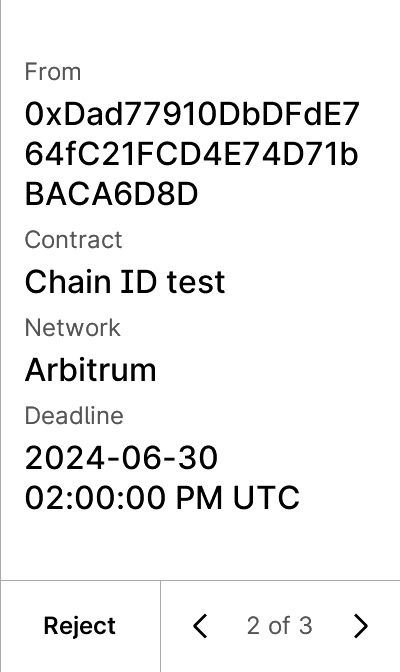 From
0xDad77910DbDFdE7
64fC21FCD4E74D71b
BACA6D8D
Contract
Chain ID test
Network
Arbitrum
Deadline
2024-06-30
02:00:00 PM UTC
Reject
2 of 3